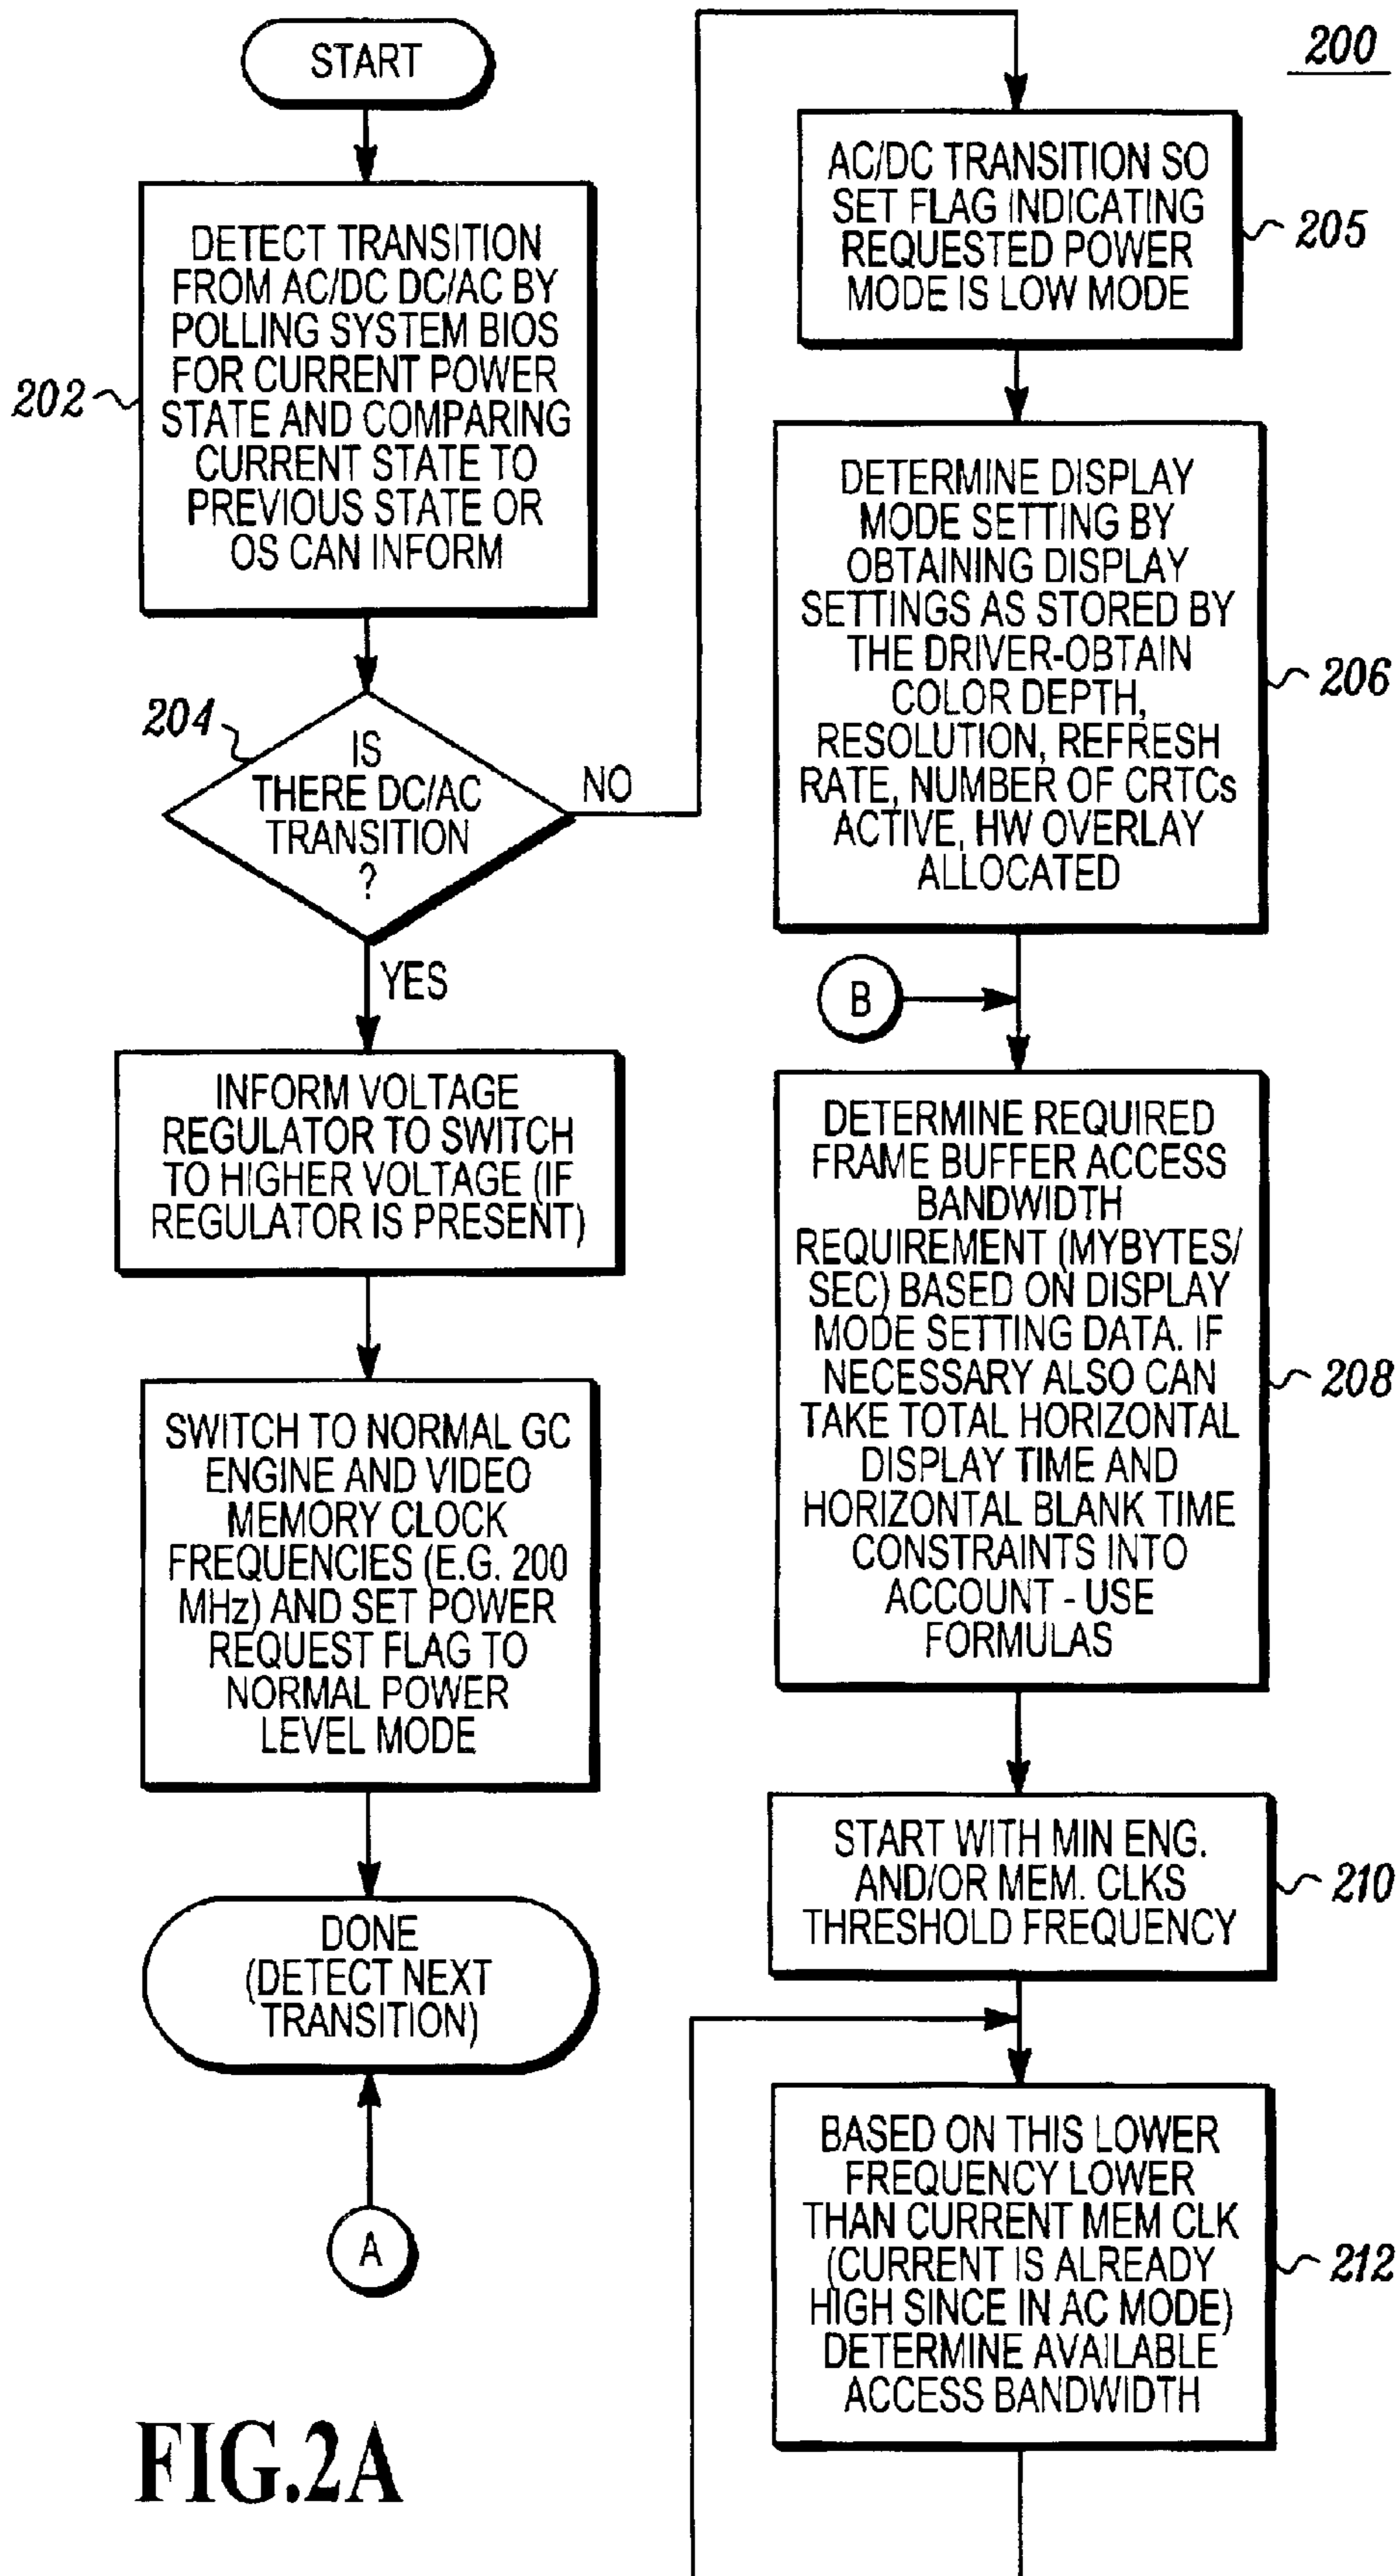 START
202
DETECT TRANSITION
FROM AC/DC DC/AC BY
POLLING SYSTEM BIOS
FOR CURRENT POWER
STATE AND COMPARING
CURRENT STATE TO
PREVIOUS STATE OR
OS CAN INFORM
204
IS
THERE DC/AC
TRANSITION
?
NO
YES
INFORM VOLTAGE
REGULATOR TO SWITCH
TO HIGHER VOLTAGE (IF
REGULATOR IS PRESENT)
SWITCH TO NORMAL GC
ENGINE AND VIDEO
MEMORY CLOCK
FREQUENCIES (E.G. 200
MHz) AND SET POWER
REQUEST FLAG TO
NORMAL POWER
LEVEL MODE
DONE
(DETECT NEXT
TRANSITION)
A
200
AC/DC TRANSITION SO
SET FLAG INDICATING
REQUESTED POWER
MODE IS LOW MODE
205
DETERMINE DISPLAY
MODE SETTING BY
OBTAINING DISPLAY
SETTINGS AS STORED BY
THE DRIVER-OBTAIN
COLOR DEPTH,
RESOLUTION, REFRESH
RATE, NUMBER OF CRTCs
ACTIVE, HW OVERLAY
ALLOCATED
206
B
DETERMINE REQUIRED
FRAME BUFFER ACCESS
BANDWIDTH
REQUIREMENT (MYBYTES/
SEC) BASED ON DISPLAY
MODE SETTING DATA. IF
NECESSARY ALSO CAN
TAKE TOTAL HORIZONTAL
DISPLAY TIME AND
HORIZONTAL BLANK TIME
CONSTRAINTS INTO
ACCOUNT - USE
FORMULAS
208
START WITH MIN ENG.
AND/OR MEM. CLKS
THRESHOLD FREQUENCY
210
BASED ON THIS LOWER
FREQUENCY LOWER
THAN CURRENT MEM CLK
(CURRENT IS ALREADY
HIGH SINCE IN AC MODE)
DETERMINE AVAILABLE
ACCESS BANDWIDTH
212
FIG.2A